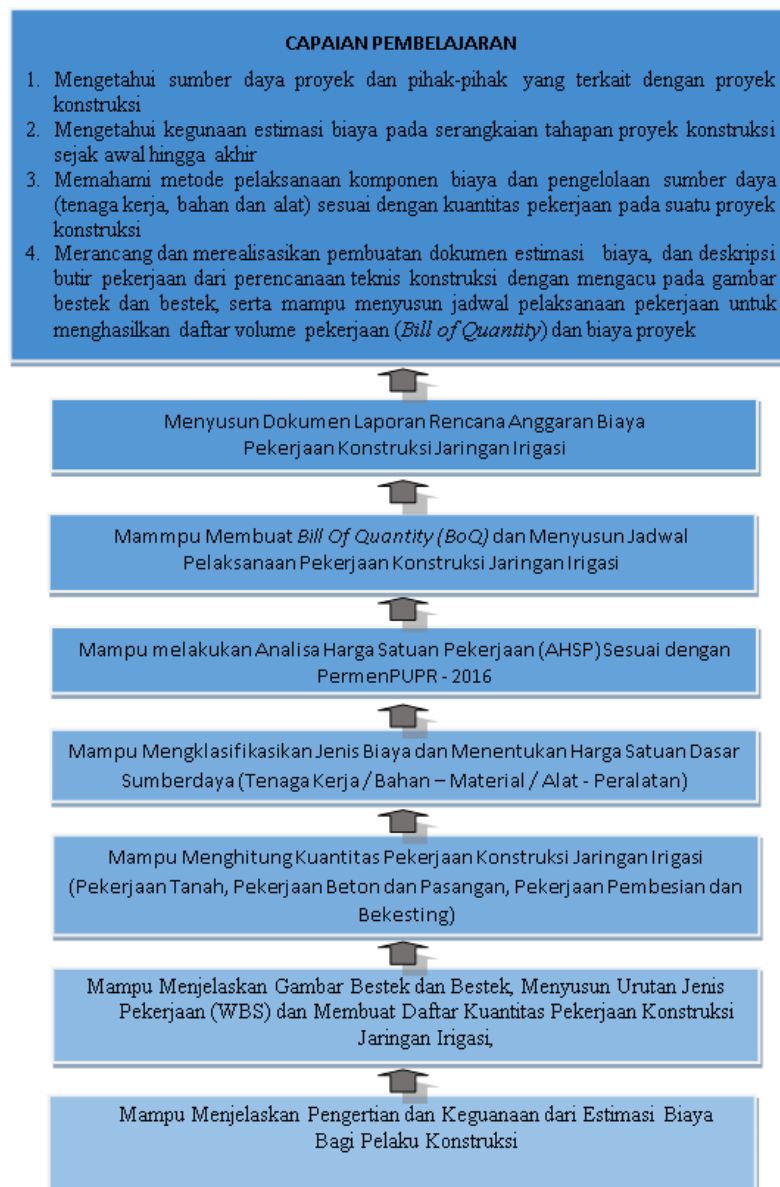 CAPAIAN PEMBELAJARAN
1. Mengetahui sumber daya proyek dan pihak-pihak yang terkait dengan proyek
konstruksi
2. Mengetahui kegunaan estimasi biaya pada serangkaian tahapan proyek konstruksi
sejak awal hingga akhir
3. Memahami metode pelaksanaan komponen biaya dan pengelolaan sumber daya
(tenaga kerja, bahan dan alat) sesuai dengan kuantitas pekerjaan pada suatu proyek
konstruksi
4. Merancang dan merealisasikan pembuatan dokumen estimasi biaya, dan deskripsi
butir pekerjaan dari perencanaan teknis konstruksi dengan mengacu pada gambar
bestek dan bestek, serta mampu menyusun jadwal pelaksanaan pekerjaan untuk
menghasilkan daftar volume pekerjaan (Bill of Quantity) dan biaya proyek
Menyusun Dokumen Laporan Rencana Anggaran Biaya
Pekerjaan Konstruksi Jaringan Irigasi
Mammpu Membuat Bill Of Quantity (BoQ) dan Menyusun Jadwal
Pelaksanaan Pekerjaan Konstruksi Jaringan Irigasi
Mampu melakukan Analisa Harga Satuan Pekerjaan (AHSP) Sesuai dengan
PermenPUPR - 2016
Mampu Mengklasifikasikan Jenis Biaya dan Menentukan Harga Satuan Dasar
Sumberdaya (Tenaga Kerja / Bahan – Material / Alat - Peralatan)
Mampu Menghitung Kuantitas Pekerjaan Konstruksi Jaringan Irigasi
(Pekerjaan Tanah, Pekerjaan Beton dan Pasangan, Pekerjaan Pembesian dan
Bekesting)
Mampu Menjelaskan Gambar Bestek dan Bestek, Menyusun Urutan Jenis
Pekerjaan (WBS) dan Membuat Daftar Kuantitas Pekerjaan Konstruksi
Jaringan Irigasi,
Mampu Menjelaskan Pengertian dan Keguanaan dari Estimasi Biaya
Bagi Pelaku Konstruksi